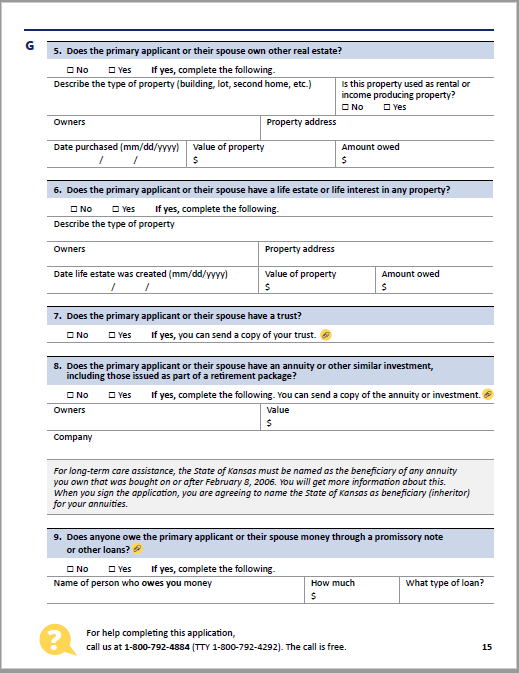 G
5. Does the primary applicant or their spouse own other real estate?
☐ No ☐ Yes If yes, complete the following.
Describe the type of property (building, lot, second home, etc.)
Is this property used as rental or
income producing property?
☐ No ☐ Yes
Owners Property address
Date purchased (mm/dd/yyyy) Value of property Amount owed
/ / $ $
6. Does the primary applicant or their spouse have a life estate or life interest in any property?
☐ No ☐ Yes If yes, complete the following.
Describe the type of property
Owners Property address
Date life estate was created (mm/dd/yyyy) Value of property Amount owed
/ / $ $
7. Does the primary applicant or their spouse have a trust?
☐ No ☐ Yes If yes, you can send a copy of your trust.
8. Does the primary applicant or their spouse have an annuity or other similar investment,
including those issued as part of a retirement package?
☐ No ☐ Yes If yes, complete the following. You can send a copy of the annuity or investment.
Owners Value
$
Company
For long-term care assistance, the State of Kansas must be named as the beneficiary of any annuity
you own that was bought on or after February 8, 2006. You will get more information about this.
When you sign the application, you are agreeing to name the State of Kansas as beneficiary (inheritor)
for your annuities.
9. Does anyone owe the primary applicant or their spouse money through a promissory note
or other loans?
☐ No ☐ Yes If yes, complete the following.
Name of person who owes you money How much What type of loan?
$
?
For help completing this application,
call us at 1-800-792-4884 (TTY 1-800-792-4292). The call is free. 15